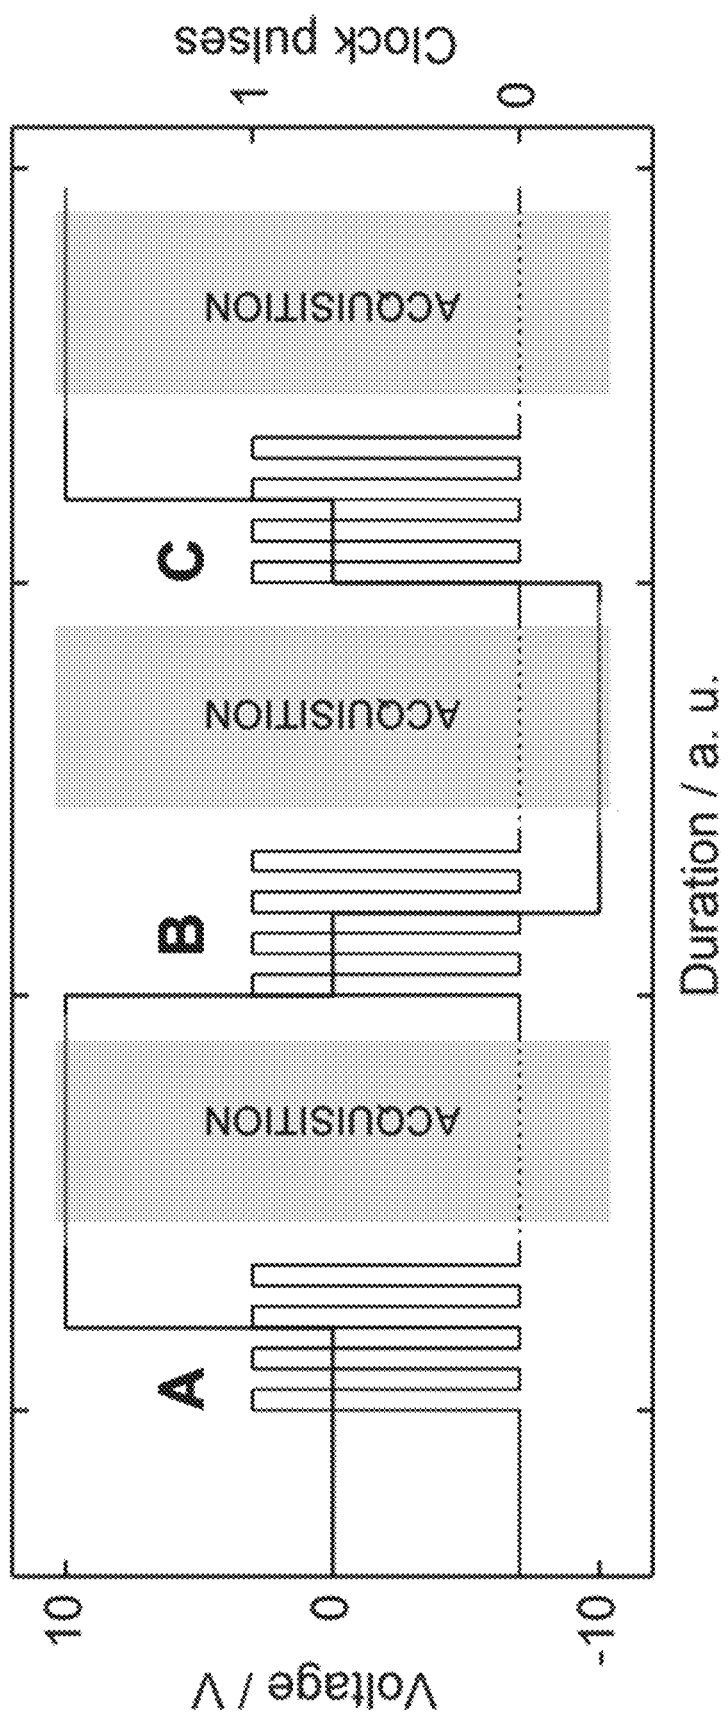 Voltage / V
10
0
-10
A
B
C
ACQUISITION
ACQUISITION
ACQUISITION
1
0
Clock pulses
Duration / a. u.